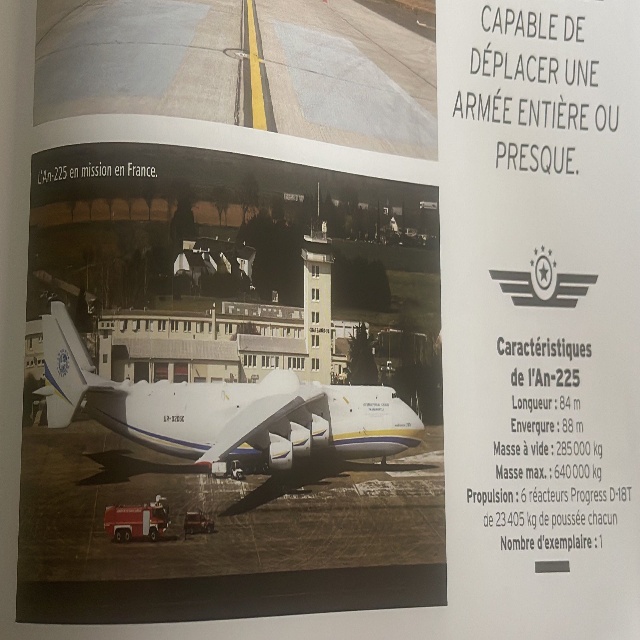 CAPABLE DE
DÉPLACER UNE
ARMÉE ENTIÈRE OU
PRESQUE.
L'An-225 en mission en France.
Caractéristiques
de l'An-225
Longueur : 84 m
Envergure : 88 m
Masse à vide : 285 000 kg
Masse max. : 640 000 kg
Propulsion : 6 réacteurs Progress D-18T
de 23 405 kg de poussée chacun
Nombre d'exemplaire : 1